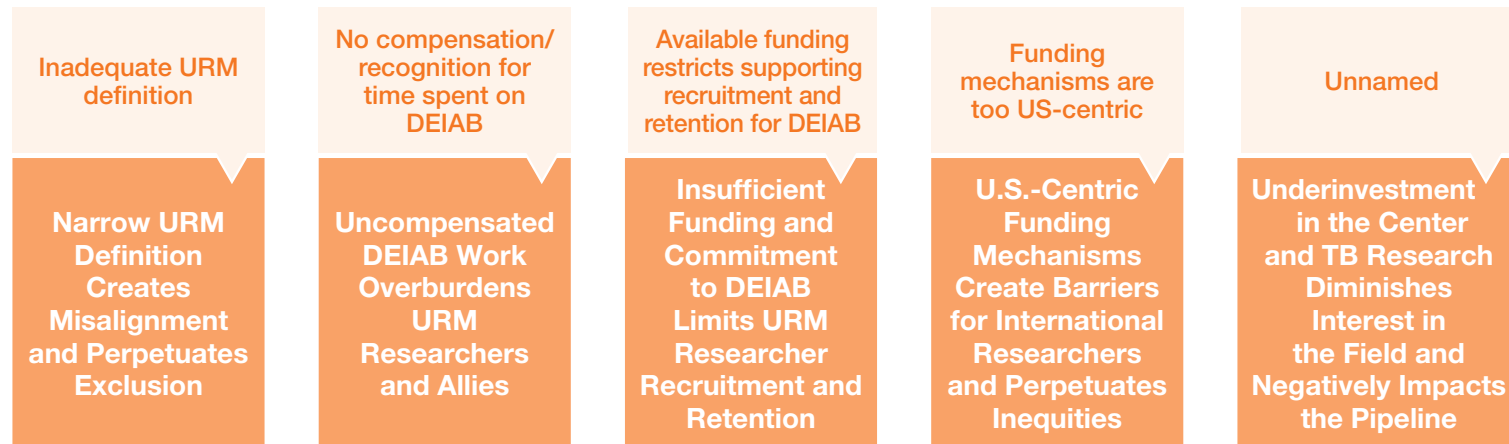 Inadequate URM
definition
Narrow URM
Definition
Creates
Misalignment
and Perpetuates
Exclusion
No compensation/
recognition for
time spent on
DEIAB
Uncompensated
DEIAB Work
Overburdens
URM
Researchers
and Allies
Available funding
restricts supporting
recruitment and
retention for DEIAB
Insufficient
Funding and
Commitment
to DEIAB
Limits URM
Researcher
Recruitment and
Retention
Funding
mechanisms are
too US-centric
U.S.-Centric
Funding
Mechanisms
Create Barriers
for International
Researchers
and Perpetuates
Inequities
Unnamed
Underinvestment
in the Center
and TB Research
Diminishes
Interest in
the Field and
Negatively Impacts
the Pipeline